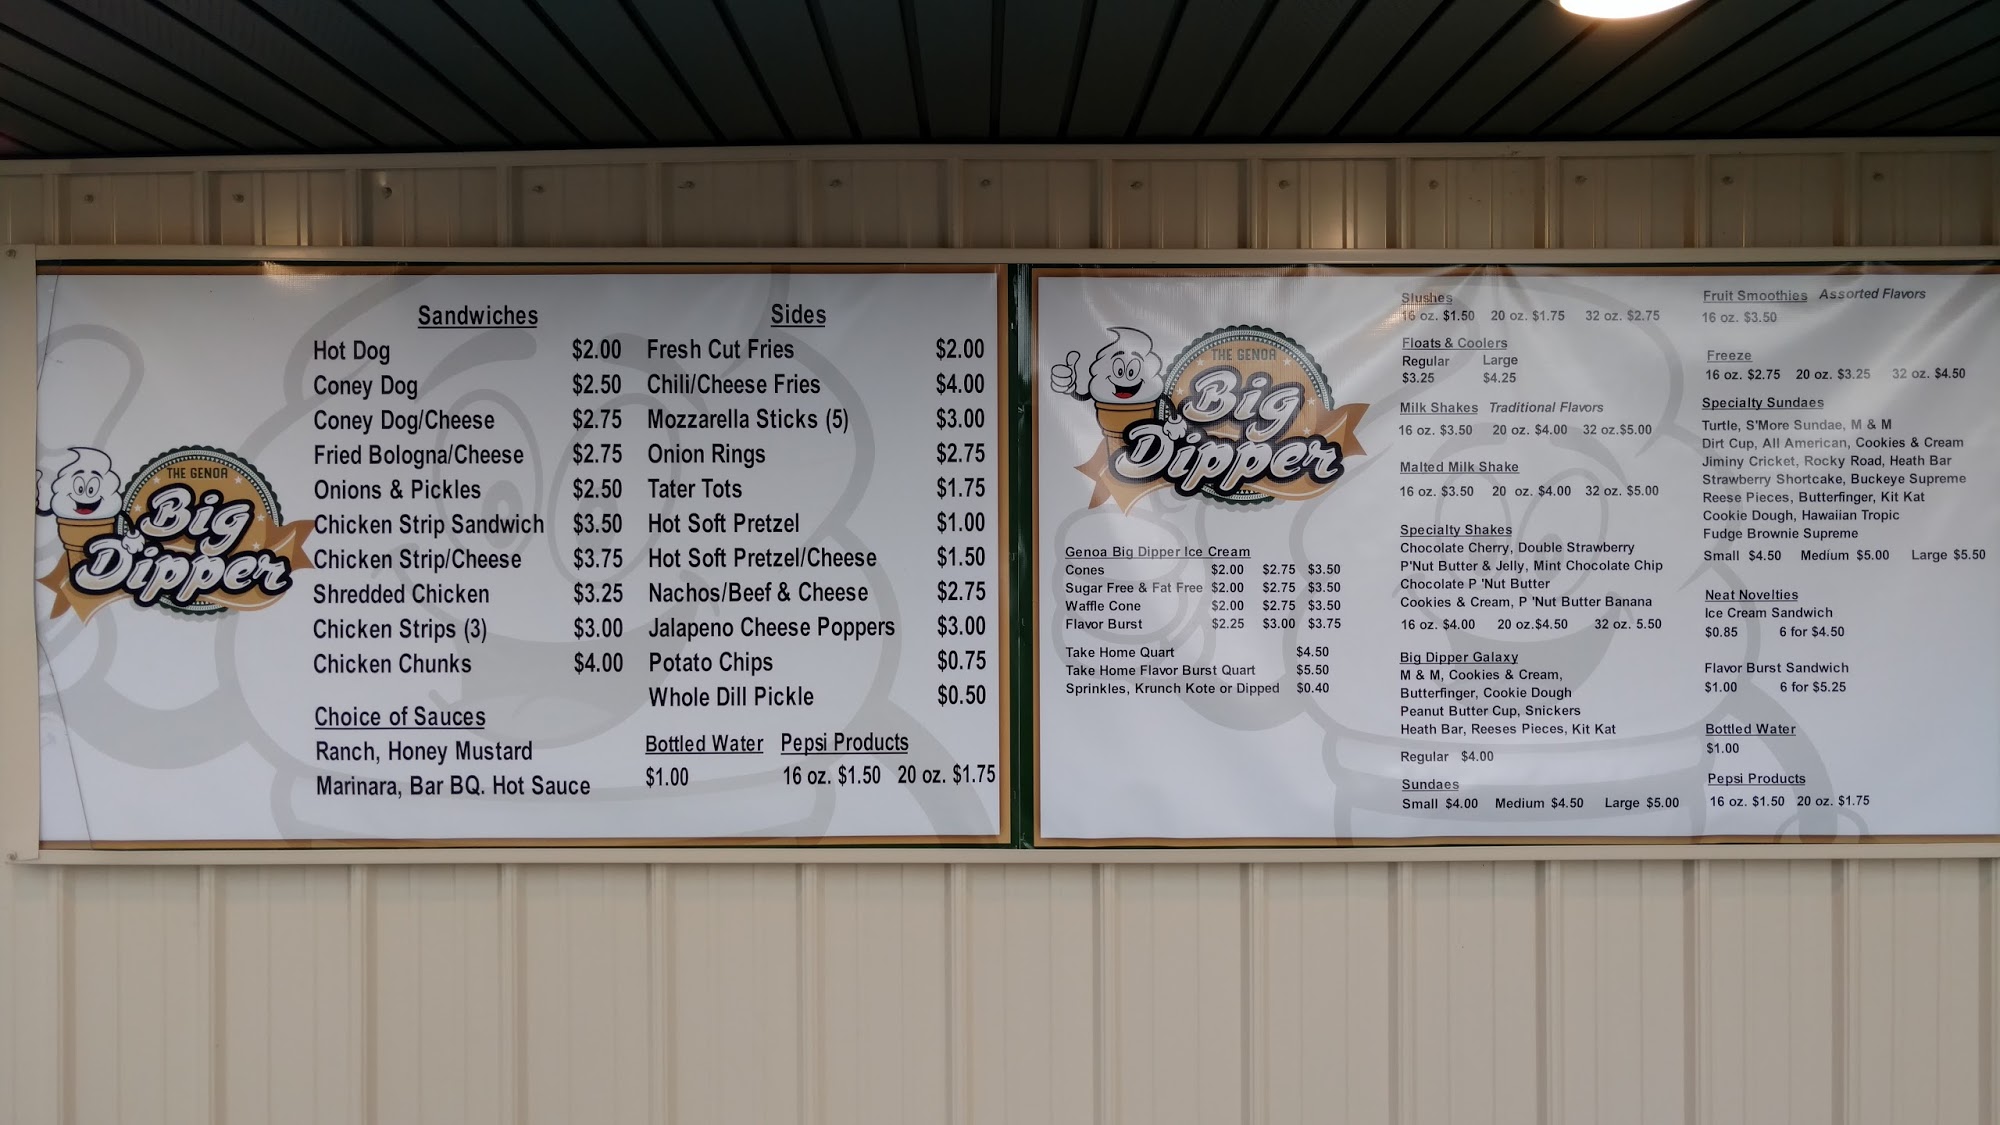 THE GENOA
Big
Dipper
Sandwiches
Hot Dog $2.00
Coney Dog $2.50
Coney Dog/Cheese $2.75
Fried Bologna/Cheese $2.75
Onions & Pickles $2.50
Chicken Strip Sandwich $3.50
Chicken Strip/Cheese $3.75
Shredded Chicken $3.25
Chicken Strips (3) $3.00
Chicken Chunks $4.00
Choice of Sauces
Ranch, Honey Mustard
Marinara, Bar BQ. Hot Sauce
Sides
Fresh Cut Fries $2.00
Chili/Cheese Fries $4.00
Mozzarella Sticks (5) $3.00
Onion Rings $2.75
Tater Tots $1.75
Hot Soft Pretzel $1.00
Hot Soft Pretzel/Cheese $1.50
Nachos/Beef & Cheese $2.75
Jalapeno Cheese Poppers $3.00
Potato Chips $0.75
Whole Dill Pickle $0.50
Bottled Water Pepsi Products
$1.00 16 oz. $1.50 20 oz. $1.75
THE GENOA
Big
Dipper
Genoa Big Dipper Ice Cream
Cones $2.00 $2.75 $3.50
Sugar Free & Fat Free $2.00 $2.75 $3.50
Waffle Cone $2.00 $2.75 $3.50
Flavor Burst $2.25 $3.00 $3.75
Take Home Quart $4.50
Take Home Flavor Burst Quart $5.50
Sprinkles, Krunch Kote or Dipped $0.40
Slushes
16 oz. $1.50 20 oz. $1.75 32 oz. $2.75
Floats & Coolers
Regular Large
$3.25 $4.25
Milk Shakes Traditional Flavors
16 oz. $3.50 20 oz. $4.00 32 oz.$5.00
Malted Milk Shake
16 oz. $3.50 20 oz. $4.00 32 oz. $5.00
Specialty Shakes
Chocolate Cherry, Double Strawberry
P'Nut Butter & Jelly, Mint Chocolate Chip
Chocolate P 'Nut Butter
Cookies & Cream, P 'Nut Butter Banana
16 oz. $4.00 20 oz.$4.50 32 oz. 5.50
Big Dipper Galaxy
M & M, Cookies & Cream,
Butterfinger, Cookie Dough
Peanut Butter Cup, Snickers
Heath Bar, Reeses Pieces, Kit Kat
Regular $4.00
Sundaes
Small $4.00 Medium $4.50 Large $5.00
Fruit Smoothies Assorted Flavors
16 oz. $3.50
Freeze
16 oz. $2.75 20 oz. $3.25 32 oz. $4.50
Specialty Sundaes
Turtle, S'More Sundae, M & M
Dirt Cup, All American, Cookies & Cream
Jiminy Cricket, Rocky Road, Heath Bar
Strawberry Shortcake, Buckeye Supreme
Reese Pieces, Butterfinger, Kit Kat
Cookie Dough, Hawaiian Tropic
Fudge Brownie Supreme
Small $4.50 Medium $5.00 Large $5.50
Neat Novelties
Ice Cream Sandwich
$0.85 6 for $4.50
Flavor Burst Sandwich
$1.00 6 for $5.25
Bottled Water
$1.00
Pepsi Products
16 oz. $1.50 20 oz. $1.75